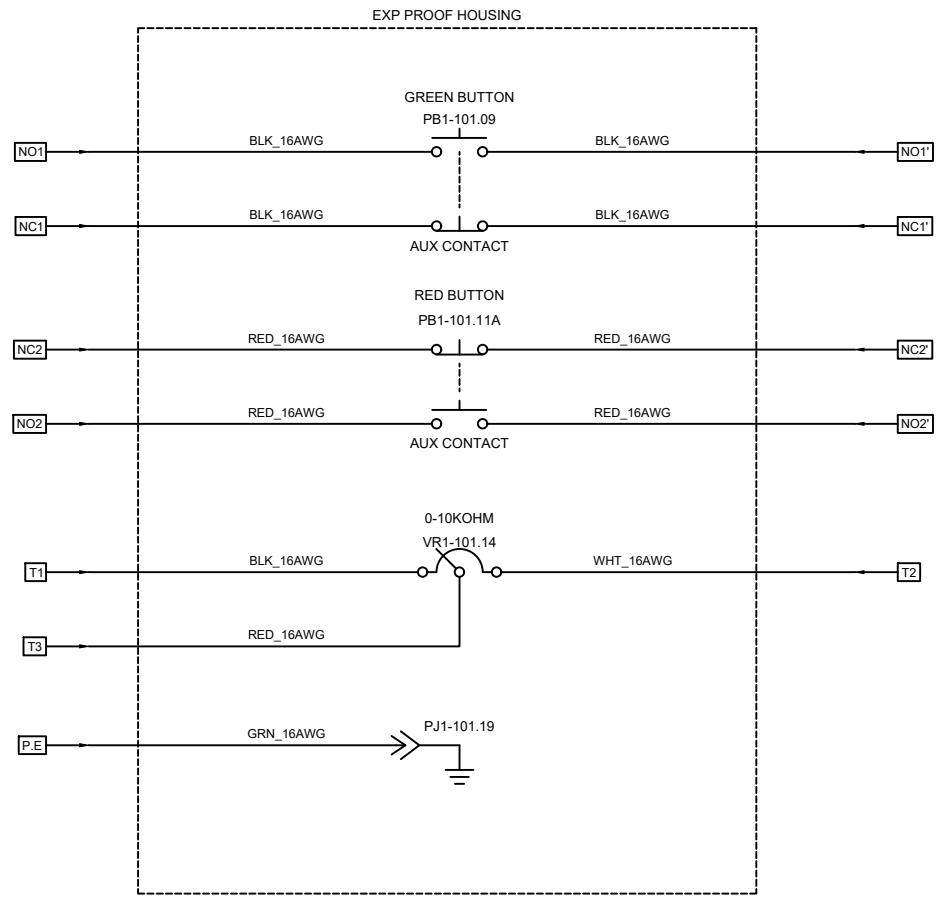 EXP PROOF HOUSING
GREEN BUTTON
PB1-101.09
NO1
BLK_16AWG
BLK_16AWG
NO1'
NC1
BLK_16AWG
BLK_16AWG
NC1'
AUX CONTACT
RED BUTTON
PB1-101.11A
NC2
RED_16AWG
RED_16AWG
NC2'
NO2
RED_16AWG
RED_16AWG
NO2'
AUX CONTACT
0-10KOHM
VR1-101.14
T1
BLK_16AWG
WHT_16AWG
T2
T3
RED_16AWG
P.E
GRN_16AWG
PJ1-101.19